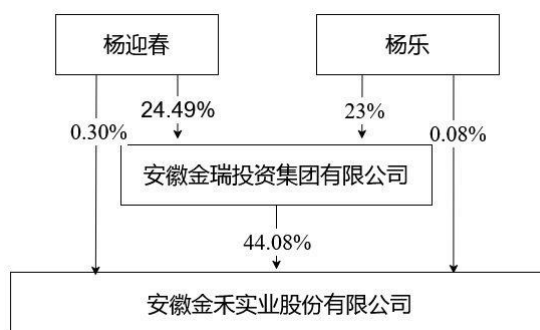 杨迎春
杨乐
24.49%
23%
0.30%
0.08%
安徽金瑞投资集团有限公司
44.08%
安徽金禾实业股份有限公司